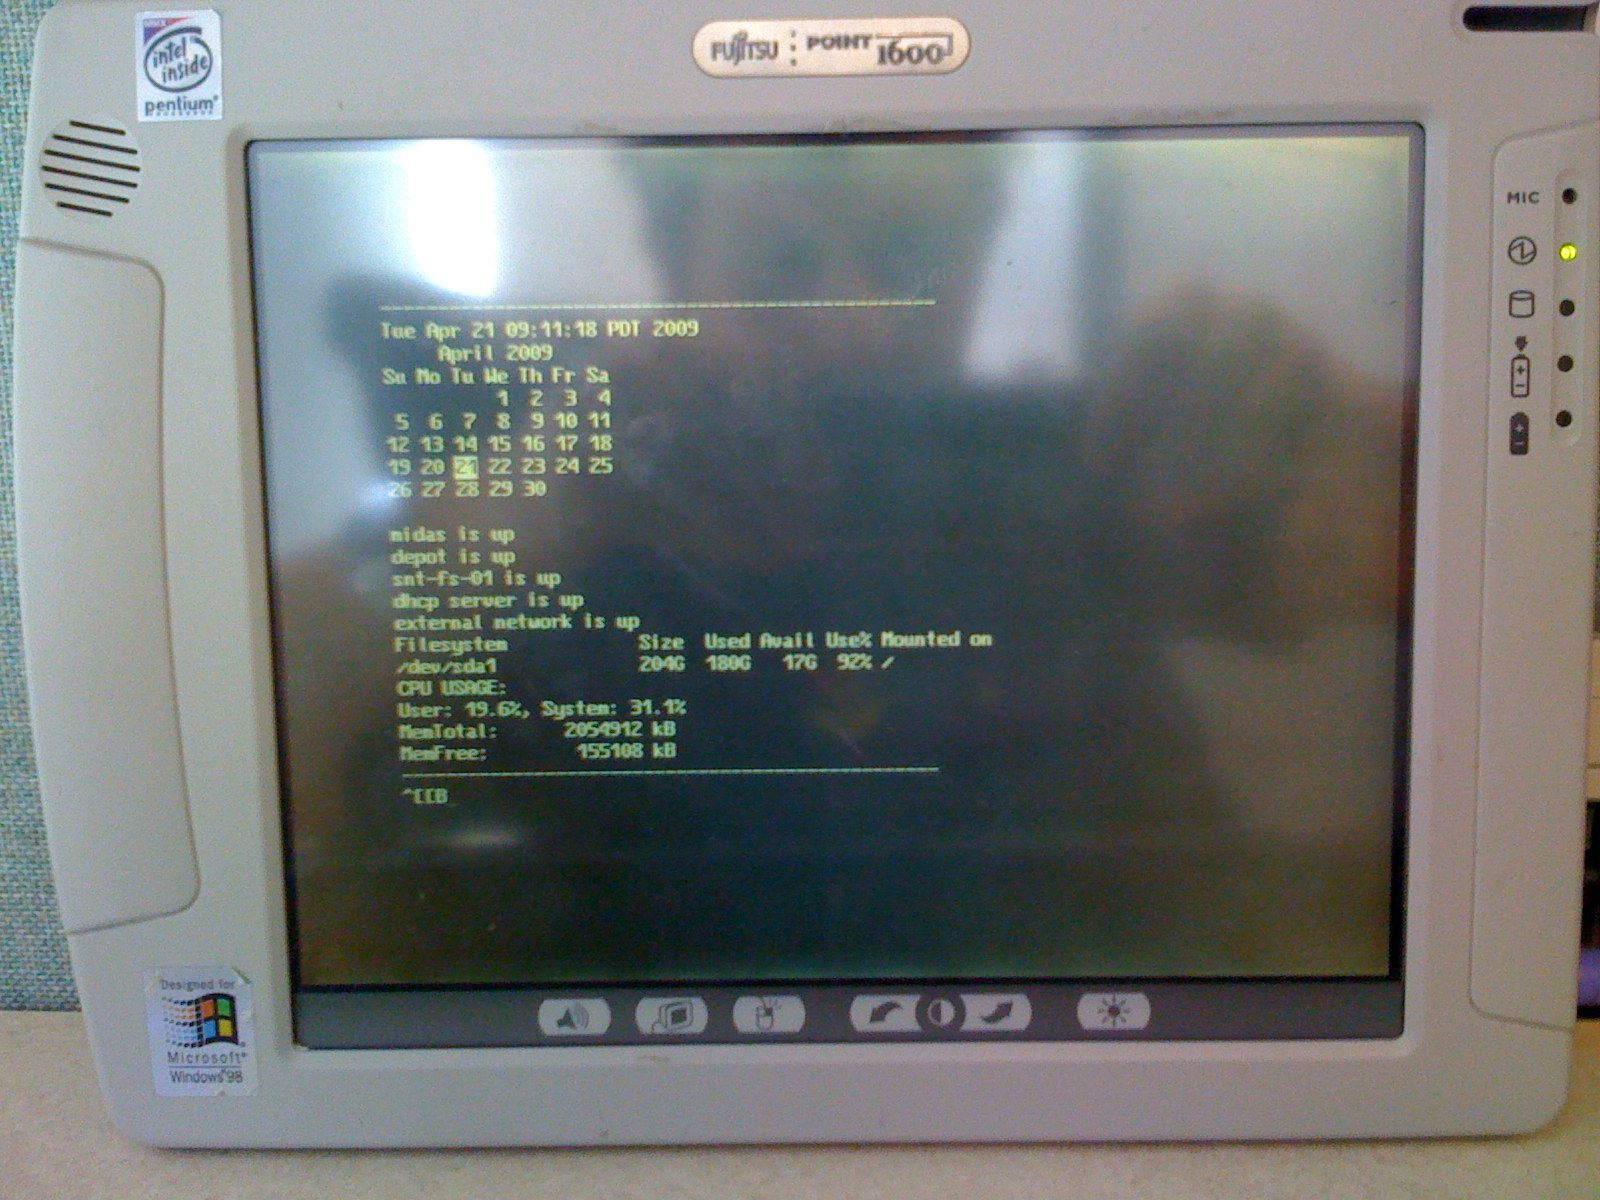 intel
inside
pentium®
FUJITSU POINT 1600
MIC
Tue Apr 21 09:11:18 PDT 2009
April 2009
Su Mo Tu We Th Fr Sa
1 2 3 4
5 6 7 8 9 10 11
12 13 14 15 16 17 18
19 20 21 22 23 24 25
26 27 28 29 30
midas is up
depot is up
snt-fs-01 is up
dhcp server is up
external network is up
Filesystem Size Used Avail Use% Mounted on
/dev/sda1 204G 180G 17G 92% /
CPU USAGE:
User: 19.6%, System: 31.1%
MemTotal: 2054912 kB
MemFree: 155108 kB
^[[B
Designed for
Microsoft®
Windows®98